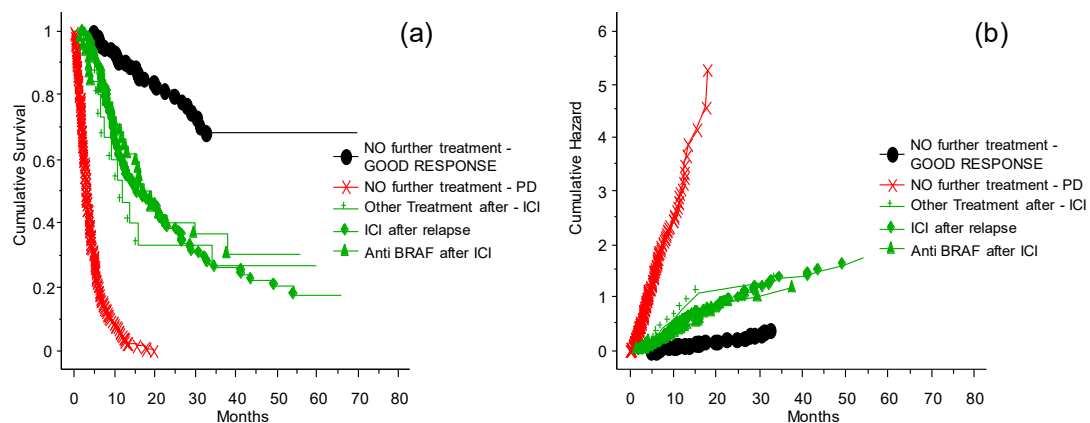 (a)
Cumulative Survival
1
0.8
0.6
0.4
0.2
0
0 10 20 30 40 50 60 70 80
Months
NO further treatment -
GOOD RESPONSE
NO further treatment - PD
Other Treatment after - ICI
ICI after relapse
Anti BRAF after ICI
(b)
Cumulative Hazard
6
5
4
3
2
1
0
0 10 20 30 40 50 60 70 80
Months
NO further treatment -
GOOD RESPONSE
NO further treatment - PD
Other Treatment after - ICI
ICI after relapse
Anti BRAF after ICI